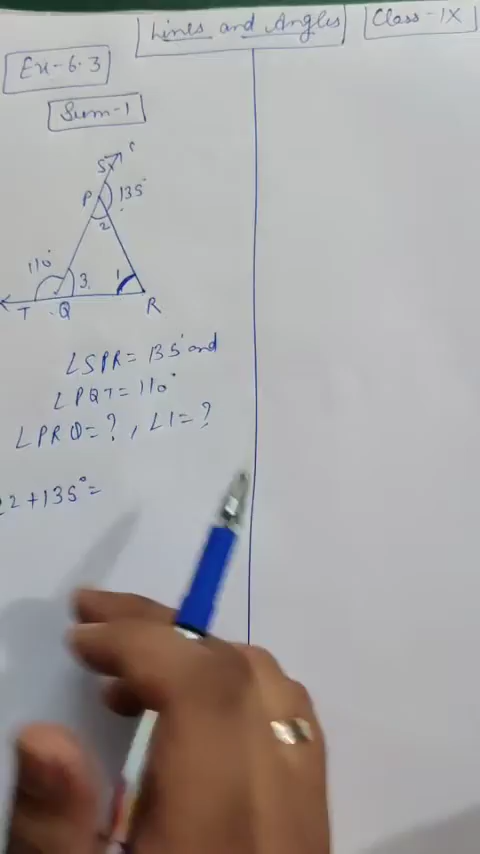 Lines and Angles Class-IX
Ex-6.3
Sum-1
S
P 135°
2
110° 3 1
T Q R
∠SPR = 135° and
∠PQT = 110°
∠PRQ = ? , ∠1 = ?
∠2 + 135° =